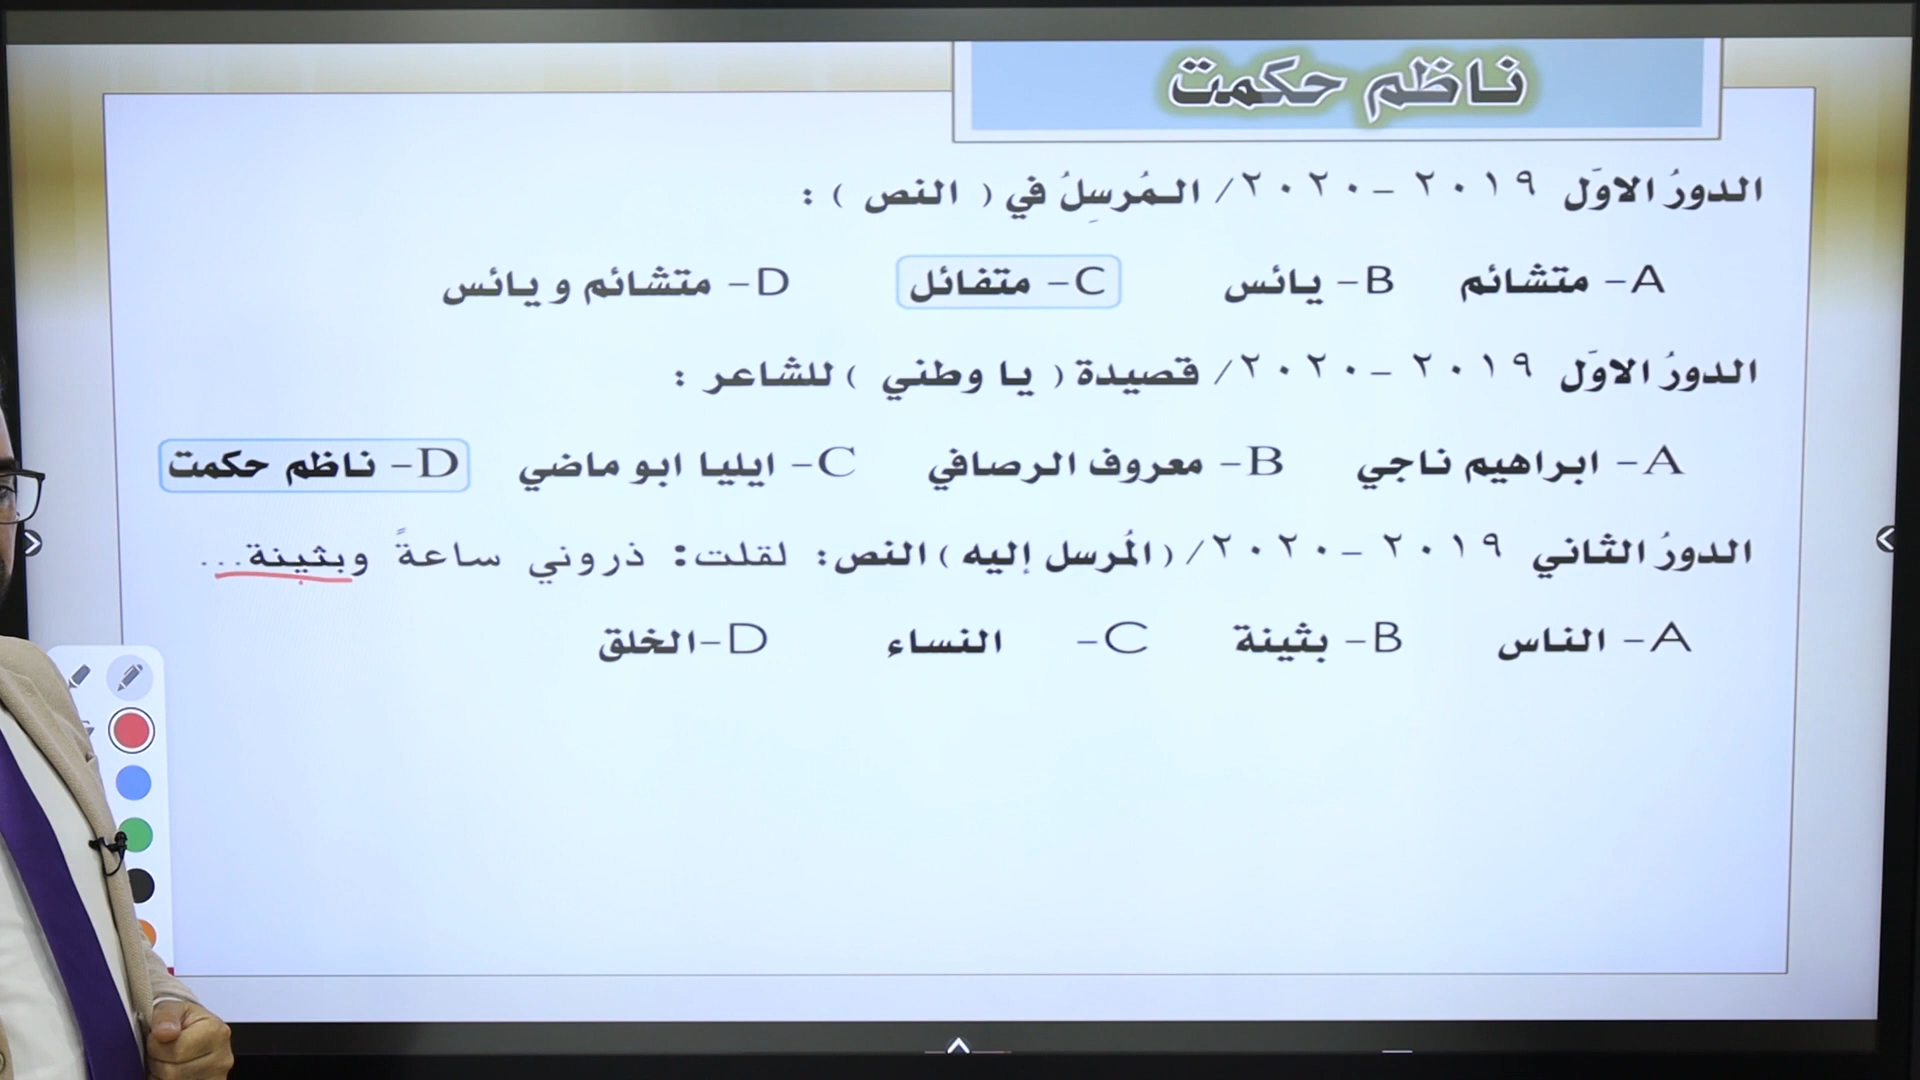 ناظم حكمت
الدورُ الاوّل ٢٠١٩ – ٢٠٢٠/ المُرسِلُ في ( النص ) :
A- متشائم B- يائس C- متفائل D- متشائم ويائس
الدورُ الاوّل ٢٠١٩ – ٢٠٢٠/ قصيدة ( يا وطني ) للشاعر :
A- ابراهيم ناجي B- معروف الرصافي C- ايليا ابو ماضي D- ناظم حكمت
الدورُ الثاني ٢٠١٩ – ٢٠٢٠/ (المُرسل إليه) النص: لقلت: ذروني ساعةً وبثينة...
A- الناس B- بثينة C- النساء D-الخلق